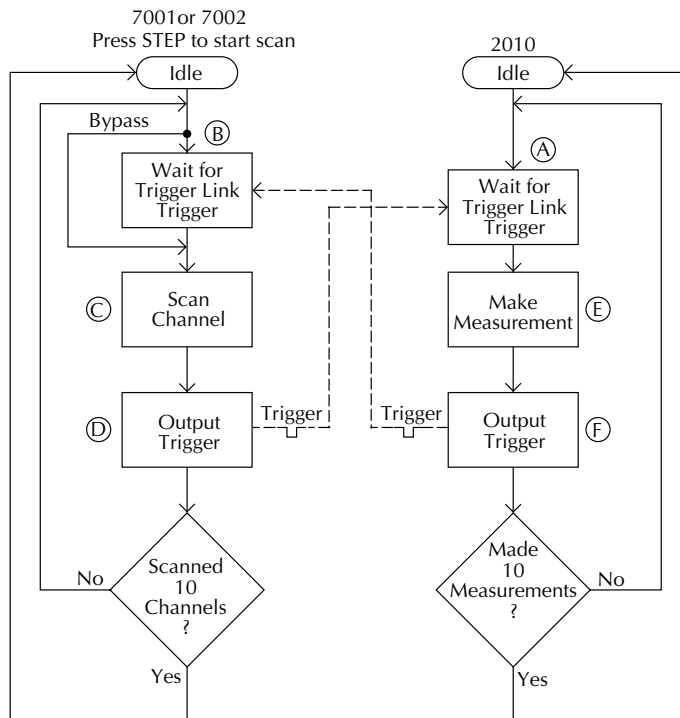 7001or 7002
Press STEP to start scan
Idle
Bypass
B
Wait for
Trigger Link
Trigger
C
Scan
Channel
D
Output
Trigger
Trigger
Scanned
10
Channels
?
No
Yes
2010
Idle
A
Wait for
Trigger Link
Trigger
Make
Measurement
E
Trigger
Output
Trigger
F
Made
10
Measurements
?
No
Yes